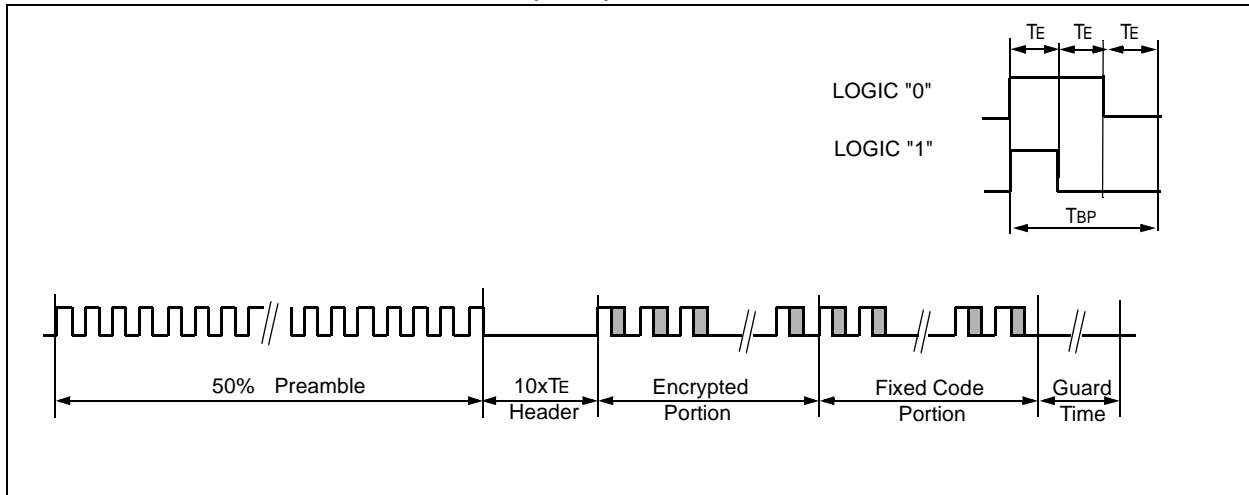 TE TE TE
LOGIC "0"
LOGIC "1"
TBP
50% Preamble
10xTE
Header
Encrypted
Portion
Fixed Code
Portion
Guard
Time